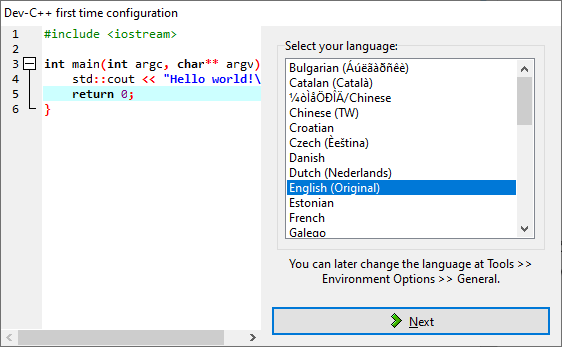 Dev-C++ first time configuration
1 #include <iostream>
2
3 int main(int argc, char** argv)
4 std::cout << "Hello world!\
5 return 0;
6 }
Select your language:
Bulgarian (Áúëãàðñêè)
Catalan (Català)
¼òÌåÖÐÎÄ/Chinese
Chinese (TW)
Croatian
Czech (Èeština)
Danish
Dutch (Nederlands)
English (Original)
Estonian
French
Galego
You can later change the language at Tools >>
Environment Options >> General.
Next